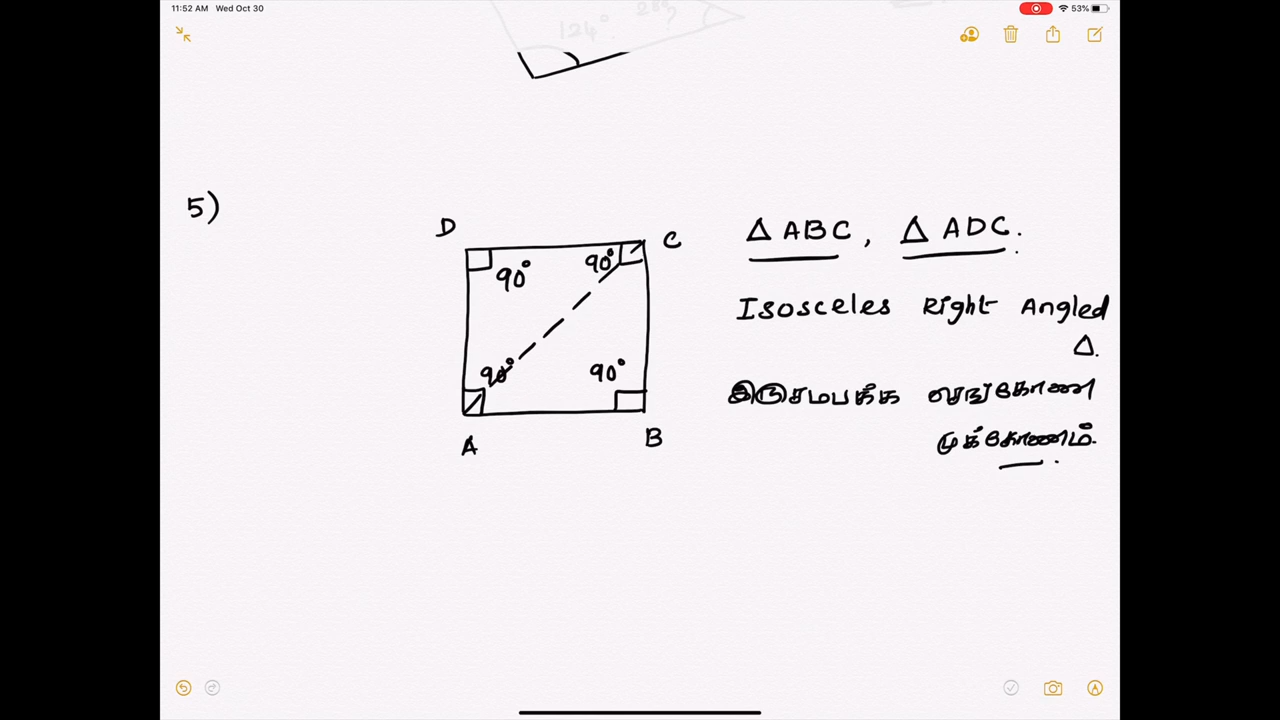 11:52 AM Wed Oct 30
53%
124°
5)
D
C
△ ABC, △ ADC.
90°
90°
Isosceles Right Angled
△.
90°
90°
இருசமபக்க செங்கோண
முக்கோணம்.
A
B